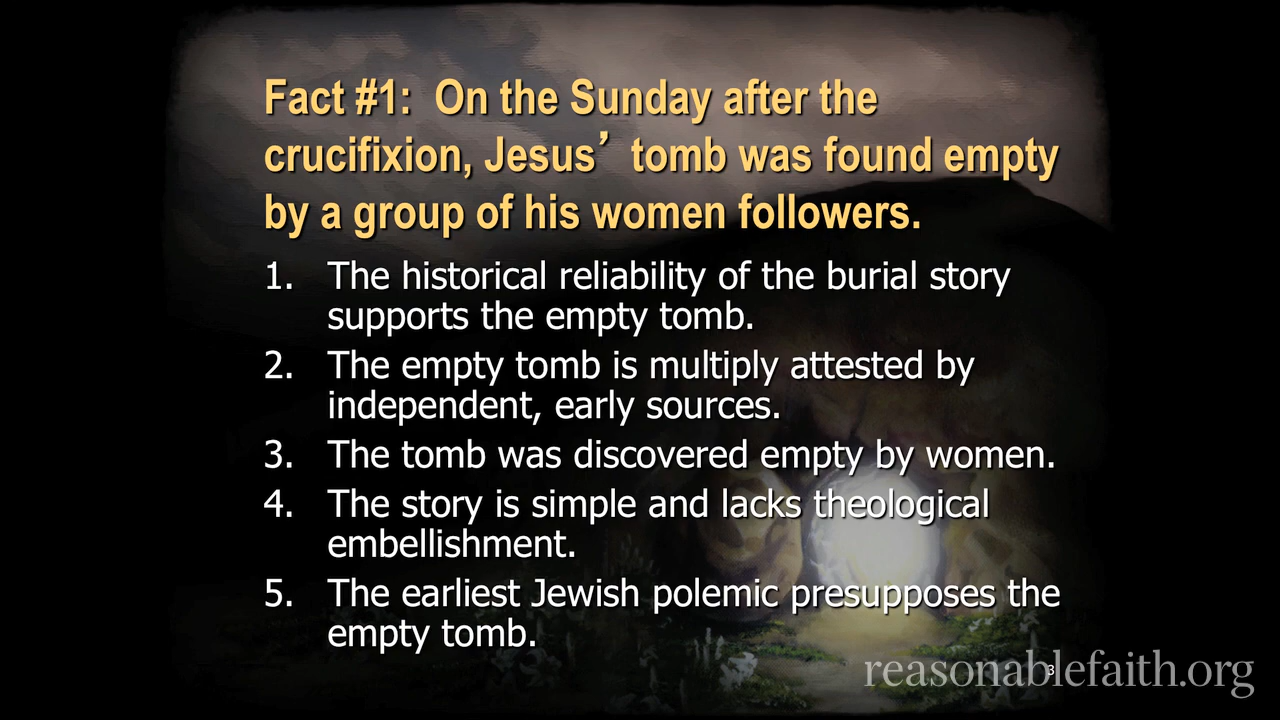 Fact #1:  On the Sunday after the
crucifixion, Jesus’ tomb was found empty
by a group of his women followers.
1. The historical reliability of the burial story
supports the empty tomb.
2. The empty tomb is multiply attested by
independent, early sources.
3. The tomb was discovered empty by women.
4. The story is simple and lacks theological
embellishment.
5. The earliest Jewish polemic presupposes the
empty tomb.
reasonablefaith.org
3